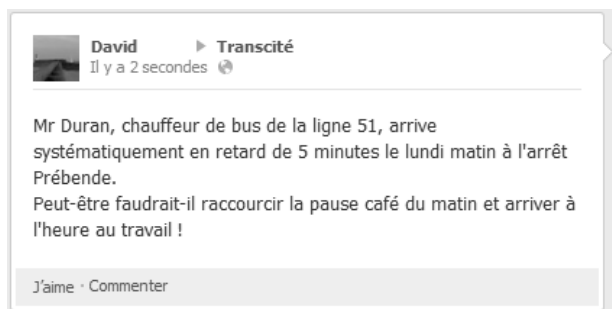 David ▶ Transcité
Il y a 2 secondes
Mr Duran, chauffeur de bus de la ligne 51, arrive
systématiquement en retard de 5 minutes le lundi matin à l'arrêt
Prébende.
Peut-être faudrait-il raccourcir la pause café du matin et arriver à
l'heure au travail !
J'aime · Commenter